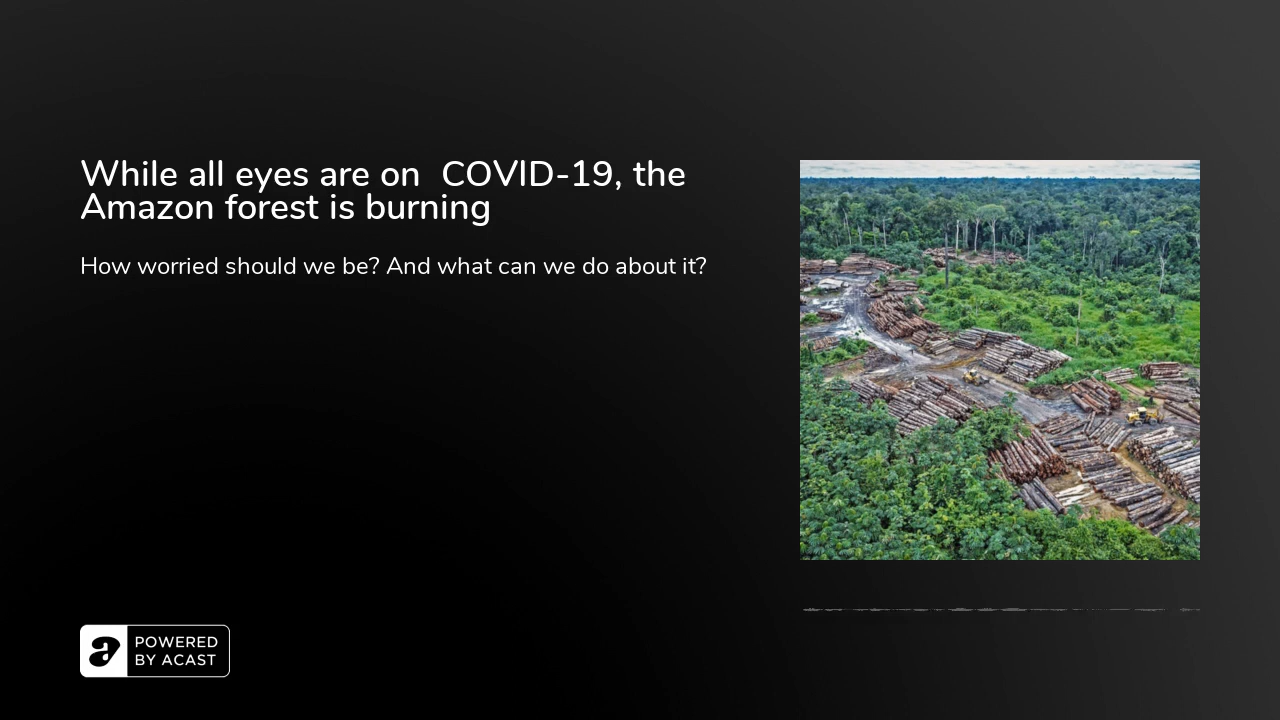 While all eyes are on  COVID-19, the
Amazon forest is burning
How worried should we be? And what can we do about it?
POWERED
BY ACAST